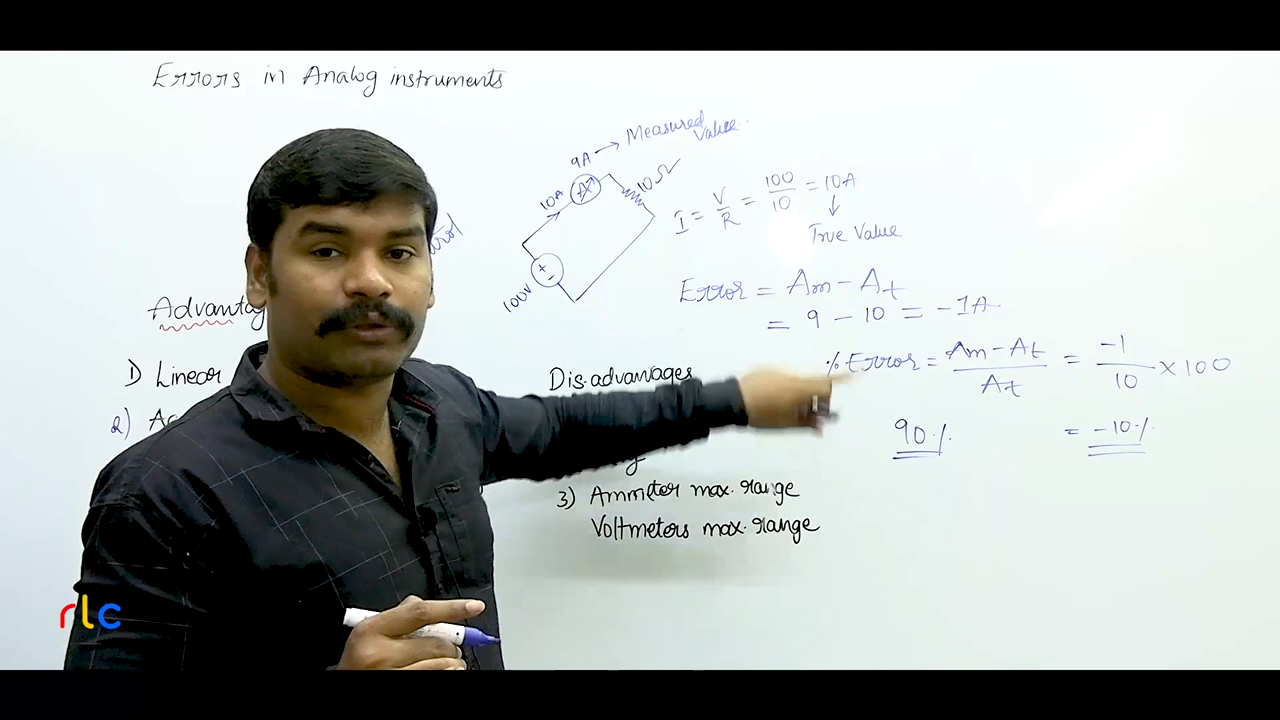 Errors in Analog instruments
9A → Measured Value
10A
A
10Ω
100V
+
-
I = V/R = 100/10 = 10A
↓
True Value
Error = Am - At
= 9 - 10 = -1A
% Error = Am - At / At = -1/10 × 100
90%
= -10%
1) Linear
2)
Dis.advanages
3) Ammeter max. range
Voltmeters max. range
rlc